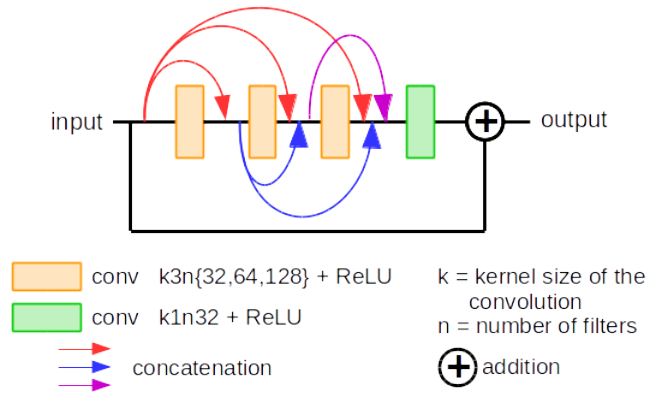 input
output
conv k3n{32,64,128} + ReLU
conv k1n32 + ReLU
concatenation
k = kernel size of the
convolution
n = number of filters
addition